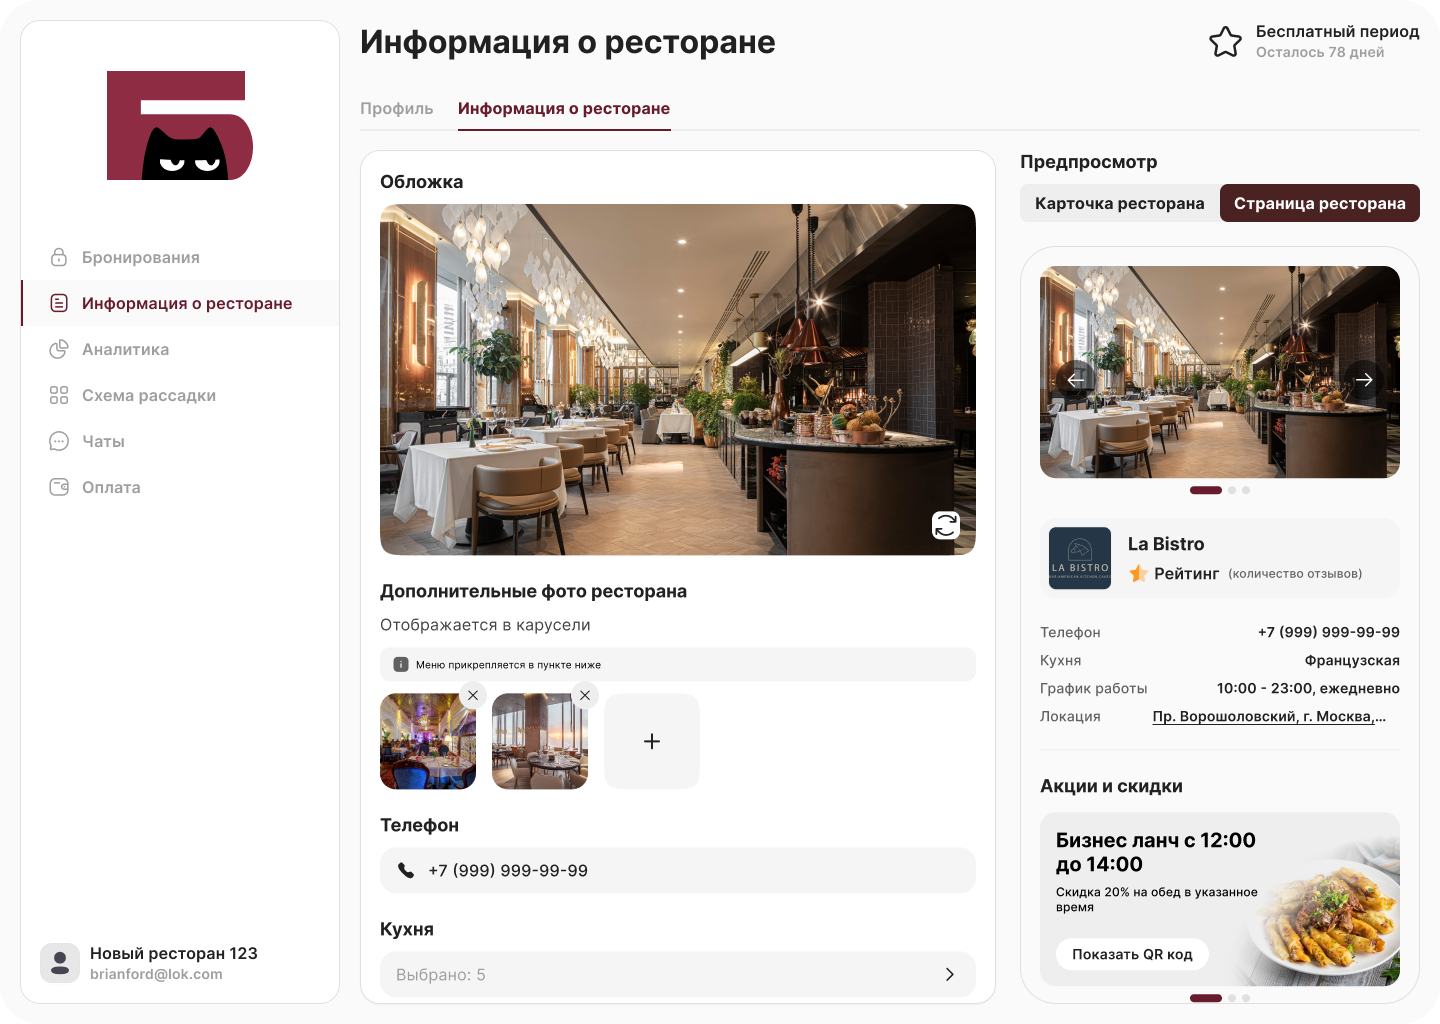 Бронирования
Информация о ресторане
Аналитика
Схема рассадки
Чаты
Оплата
Новый ресторан 123
brianford@lok.com
Информация о ресторане
Бесплатный период
Осталось 78 дней
Профиль
Информация о ресторане
Обложка
Дополнительные фото ресторана
Отображается в карусели
Меню прикрепляется в пункте ниже
Телефон
+7 (999) 999-99-99
Кухня
Выбрано: 5
Предпросмотр
Карточка ресторана
Страница ресторана
LA BISTRO
La Bistro
Рейтинг (количество отзывов)
Телефон +7 (999) 999-99-99
Кухня Французская
График работы 10:00 - 23:00, ежедневно
Локация Пр. Ворошоловский, г. Москва,...
Акции и скидки
Бизнес ланч с 12:00
до 14:00
Скидка 20% на обед в указанное
время
Показать QR код